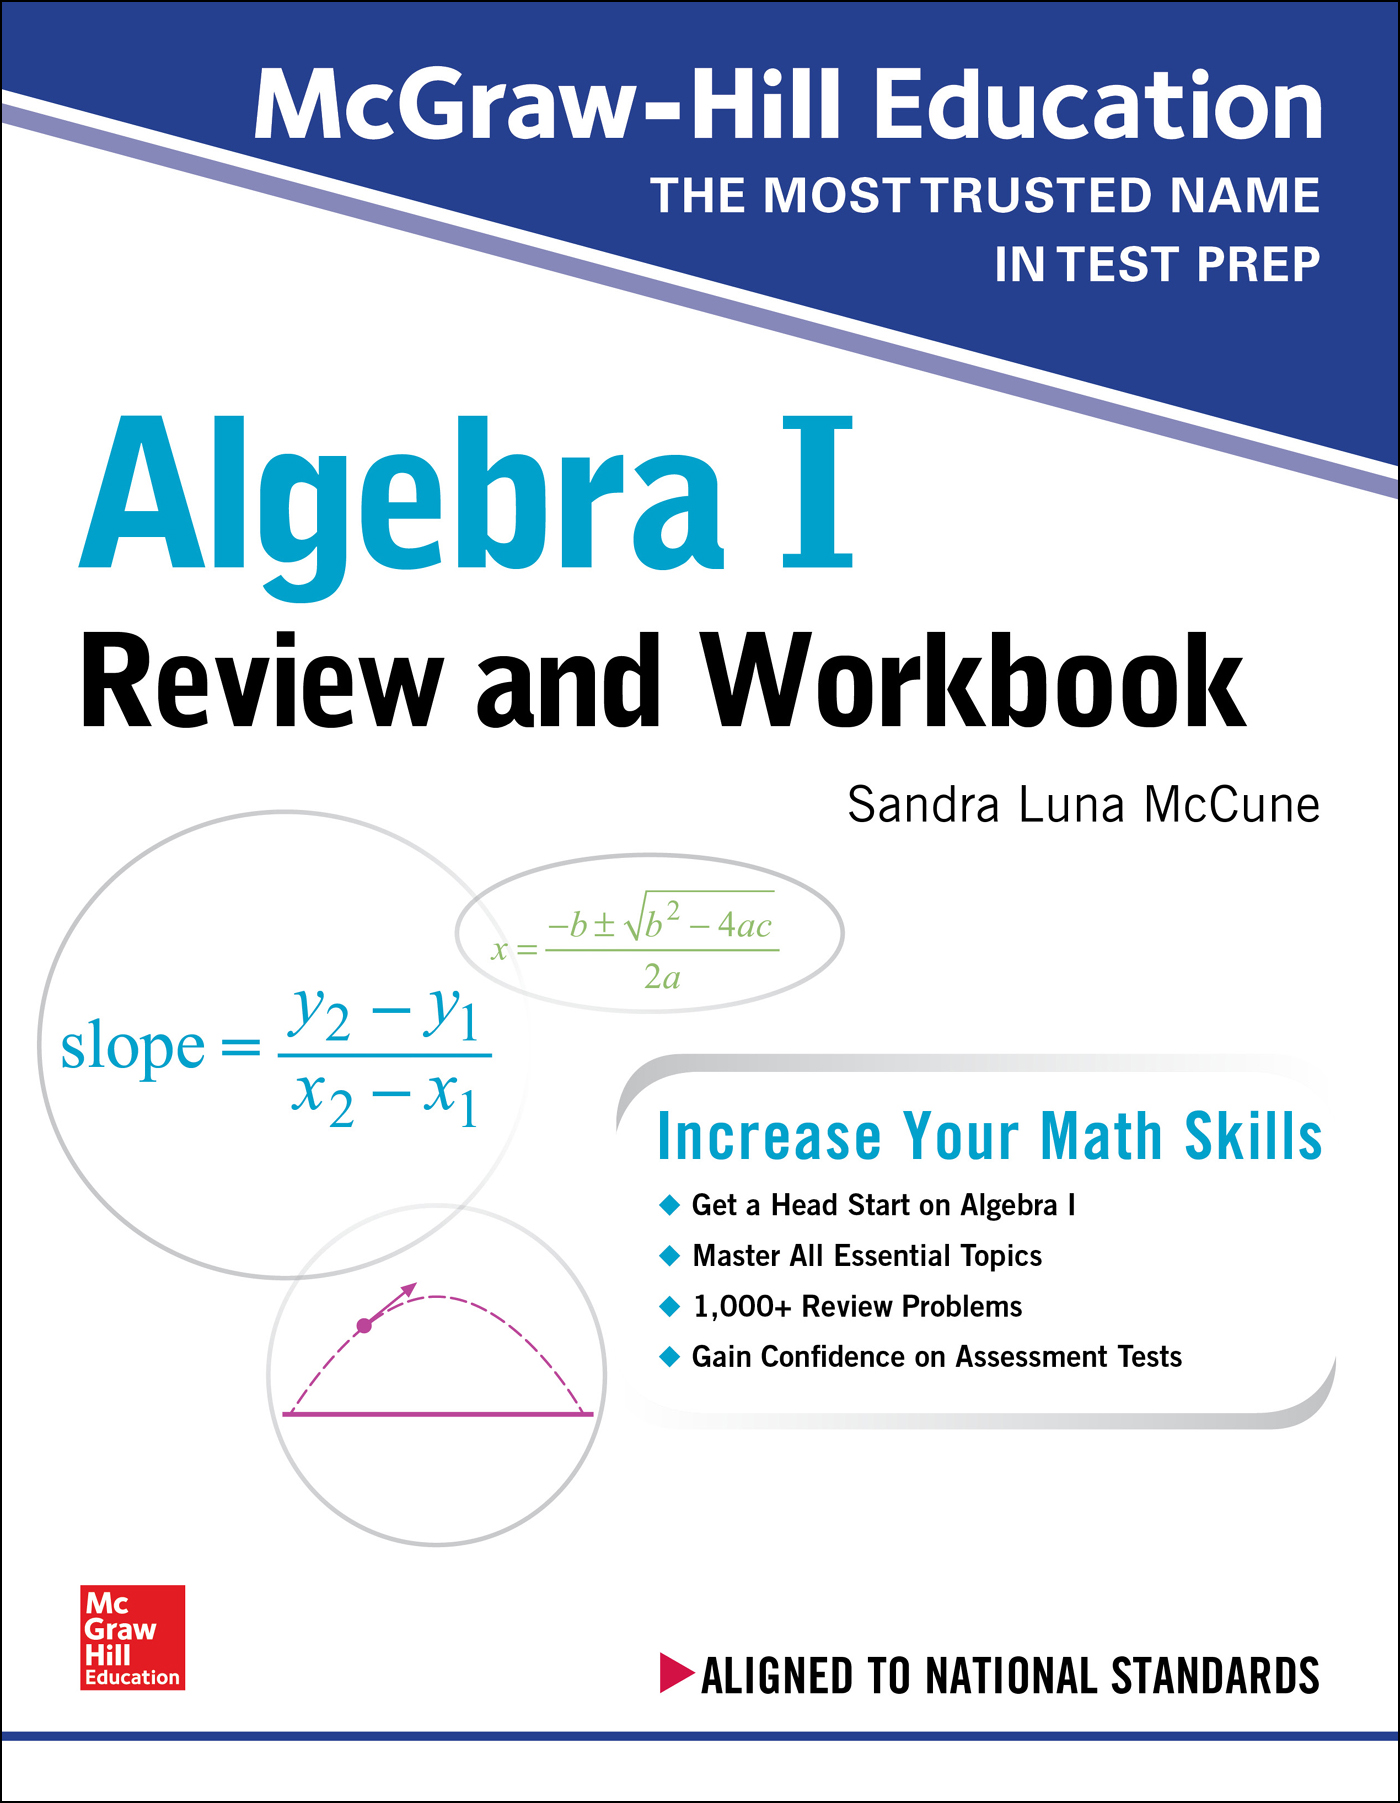 McGraw-Hill Education
THE MOST TRUSTED NAME
IN TEST PREP
Algebra I
Review and Workbook
Sandra Luna McCune
x = (−b ± √(b² − 4ac)) / 2a
slope = (y₂ − y₁) / (x₂ − x₁)
Increase Your Math Skills
◆ Get a Head Start on Algebra I
◆ Master All Essential Topics
◆ 1,000+ Review Problems
◆ Gain Confidence on Assessment Tests
Mc
Graw
Hill
Education
ALIGNED TO NATIONAL STANDARDS